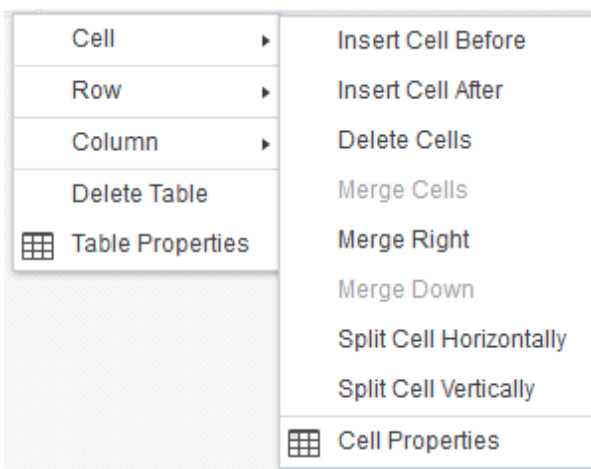 Cell
Row
Column
Delete Table
Table Properties
Insert Cell Before
Insert Cell After
Delete Cells
Merge Cells
Merge Right
Merge Down
Split Cell Horizontally
Split Cell Vertically
Cell Properties